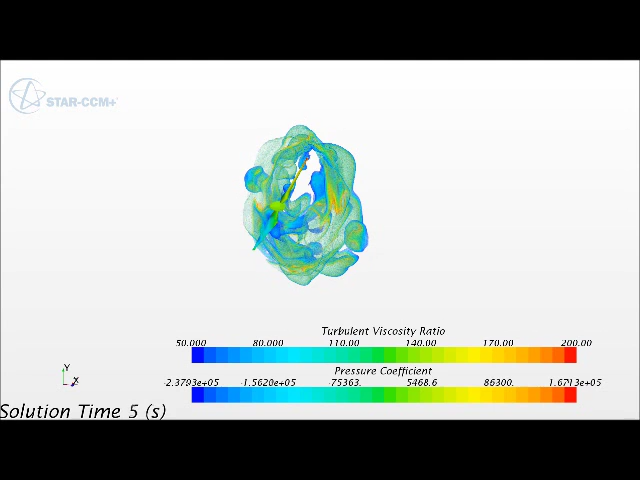 STAR-CCM+
Turbulent Viscosity Ratio
50.000 80.000 110.00 140.00 170.00 200.00
Pressure Coefficient
-2.3793e+05 -1.5620e+05 -75363. 5468.6 86300. 1.6713e+05
Y
X
Solution Time 5 (s)